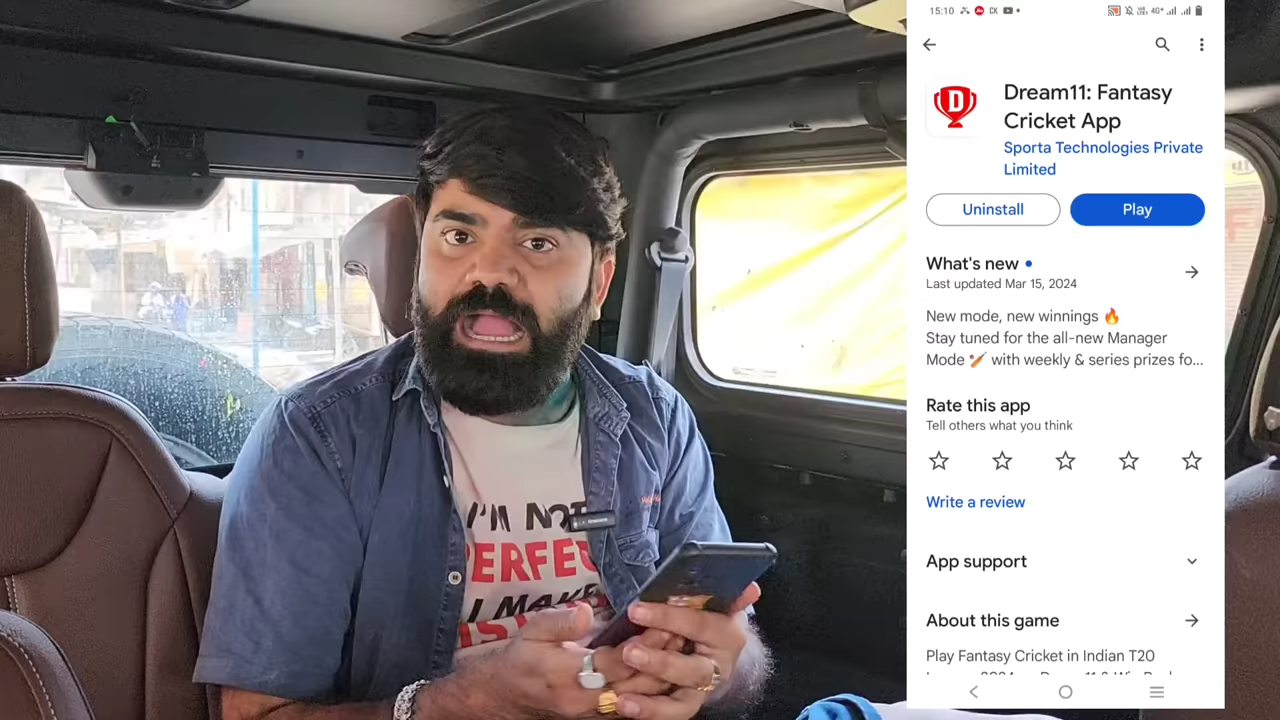 I'M NOT
PERFEC
I MAKE
15:10
CK
4G+
D
Dream11: Fantasy
Cricket App
Sporta Technologies Private
Limited
Uninstall
Play
What's new
Last updated Mar 15, 2024
New mode, new winnings 🔥
Stay tuned for the all-new Manager
Mode 🏏 with weekly & series prizes fo...
Rate this app
Tell others what you think
Write a review
App support
About this game
Play Fantasy Cricket in Indian T20